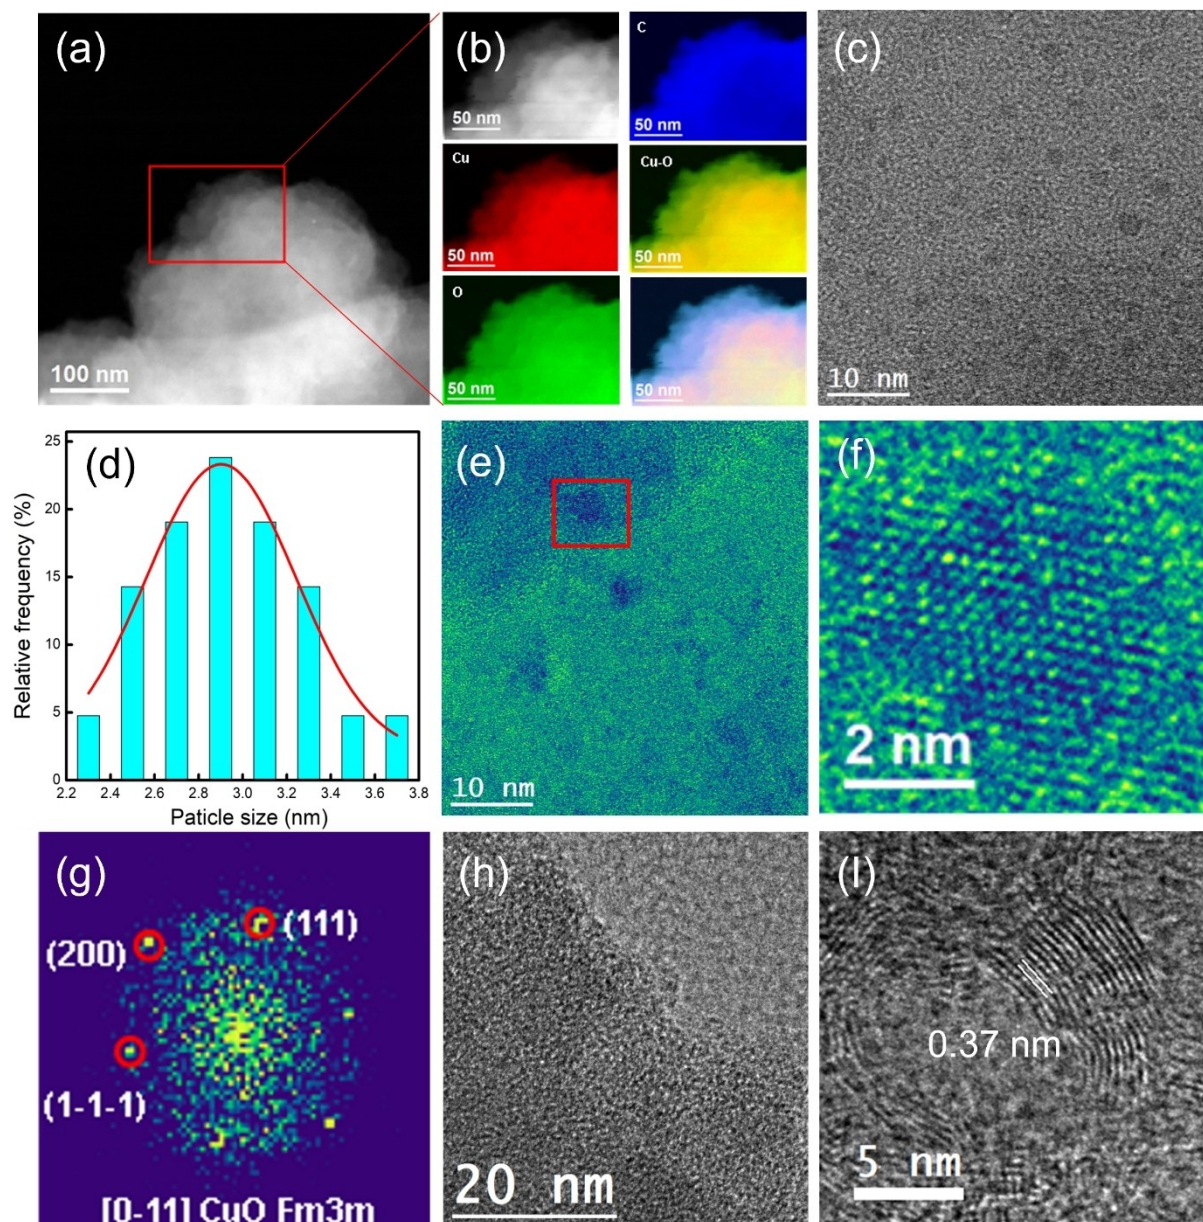 (a)
100 nm
(b)
50 nm
C
50 nm
Cu
50 nm
Cu-O
50 nm
O
50 nm
50 nm
(c)
10 nm
(d)
Relative frequency (%)
25
20
15
10
5
0
2.2 2.4 2.6 2.8 3.0 3.2 3.4 3.6 3.8
Paticle size (nm)
(e)
10 nm
(f)
2 nm
(g)
(111)
(200)
(1-1-1)
[0-11] CuO Fm3m
(h)
20 nm
(I)
0.37 nm
5 nm